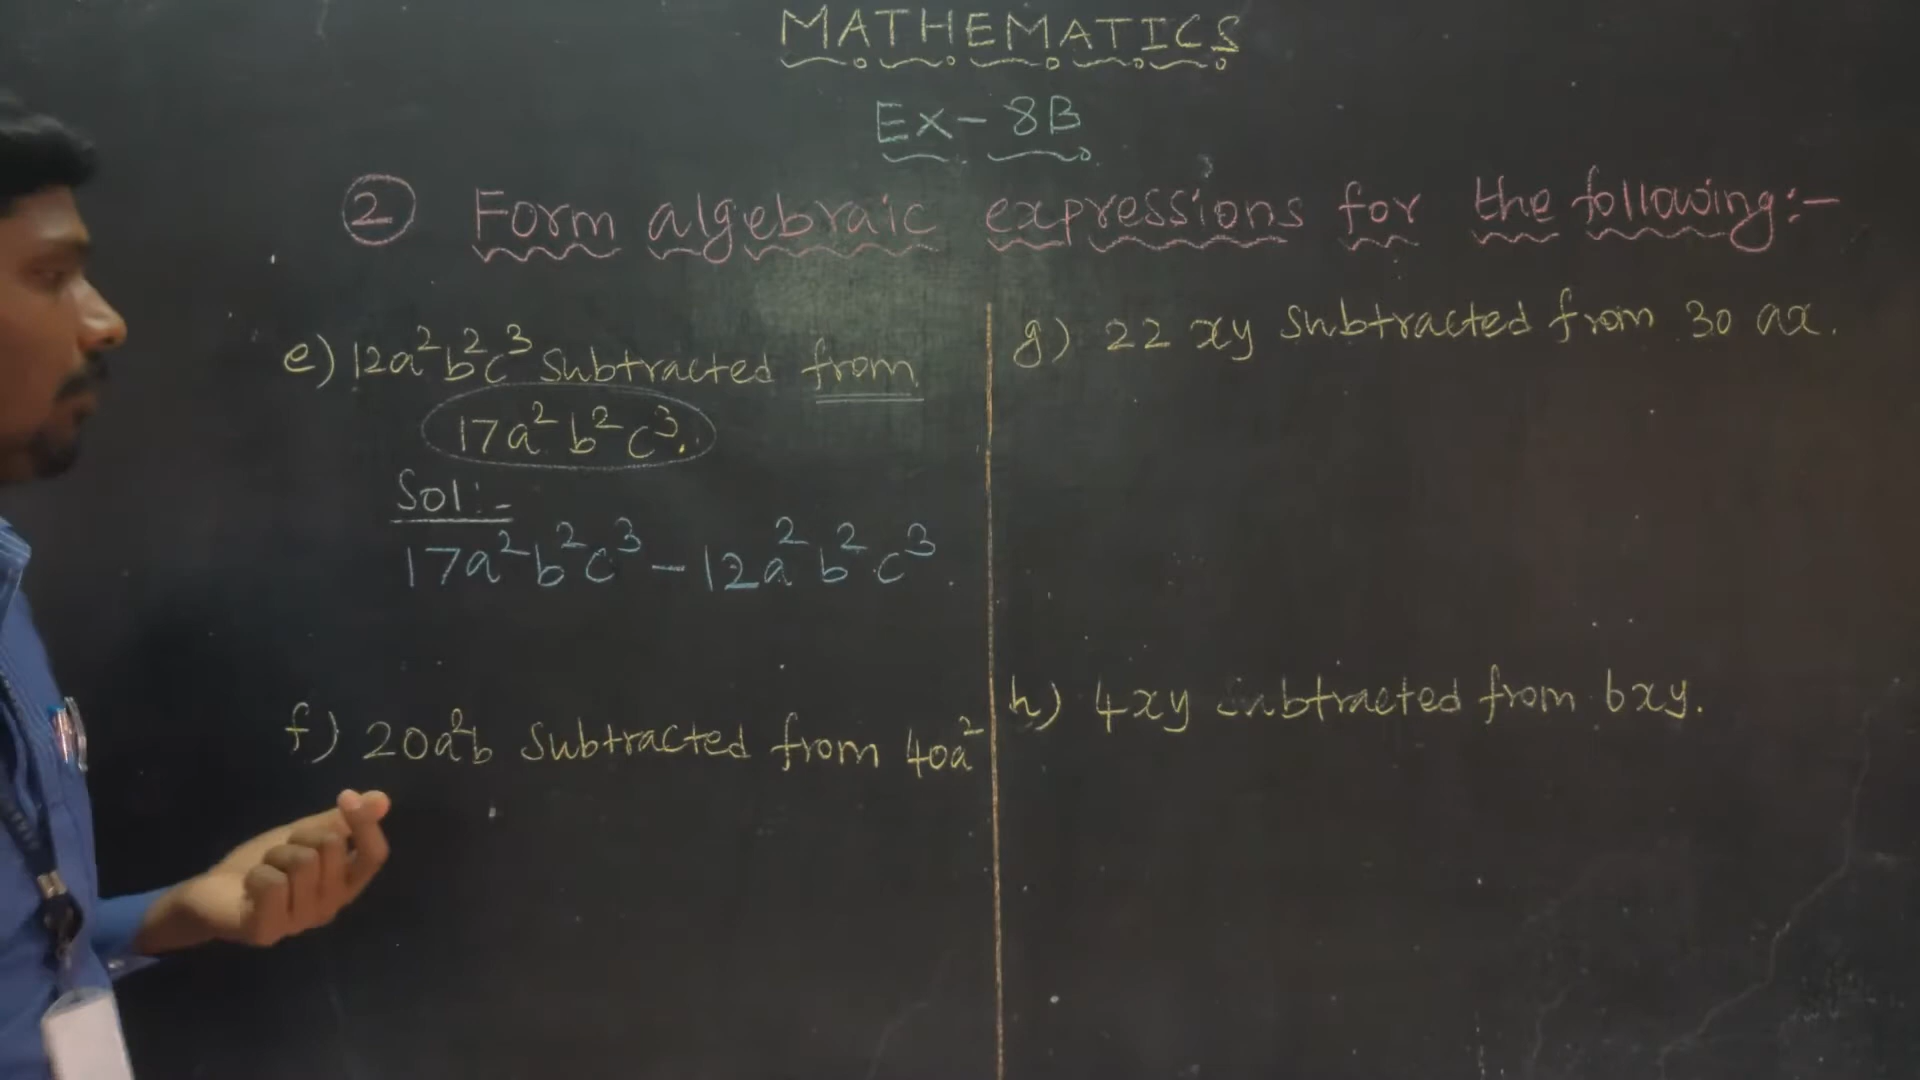 MATHEMATICS
Ex-8B
② Form algebraic expressions for the following:-
e) 12a²b²c³ Subtracted from
17a²b²c³.
Sol:-
17a²b²c³ - 12a²b²c³.
f) 20a²b Subtracted from 40a²
g) 22 xy Subtracted from 30 ax.
h) 4xy Subtracted from 6xy.